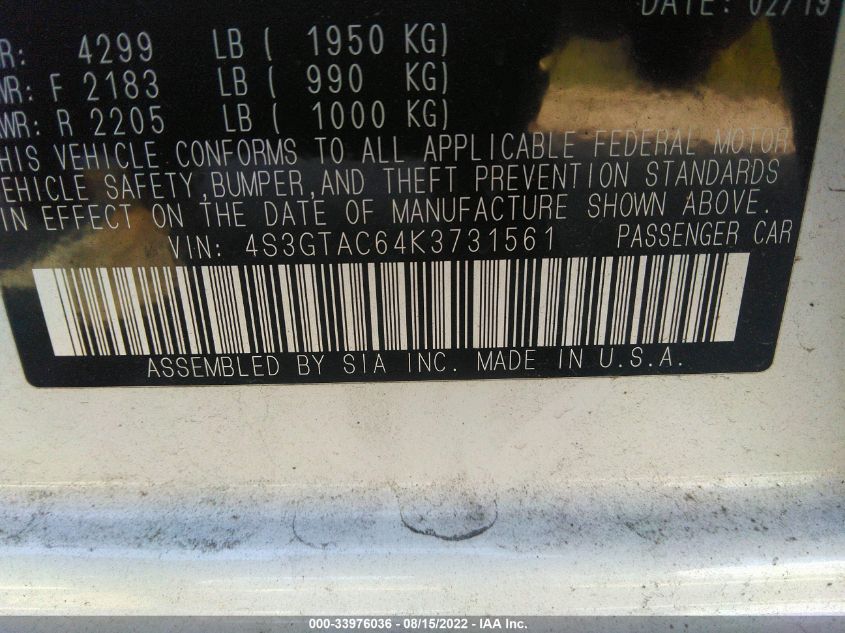 DATE: 02/19
R: 4299 LB ( 1950 KG)
WR: F 2183 LB ( 990 KG)
WR: R 2205 LB ( 1000 KG)
THIS VEHICLE CONFORMS TO ALL APPLICABLE FEDERAL MOTOR
VEHICLE SAFETY,BUMPER,AND THEFT PREVENTION STANDARDS
IN EFFECT ON THE DATE OF MANUFACTURE SHOWN ABOVE.
VIN: 4S3GTAC64K3731561 PASSENGER CAR
ASSEMBLED BY SIA INC. MADE IN U.S.A.
000-33976036 - 08/15/2022 - IAA Inc.